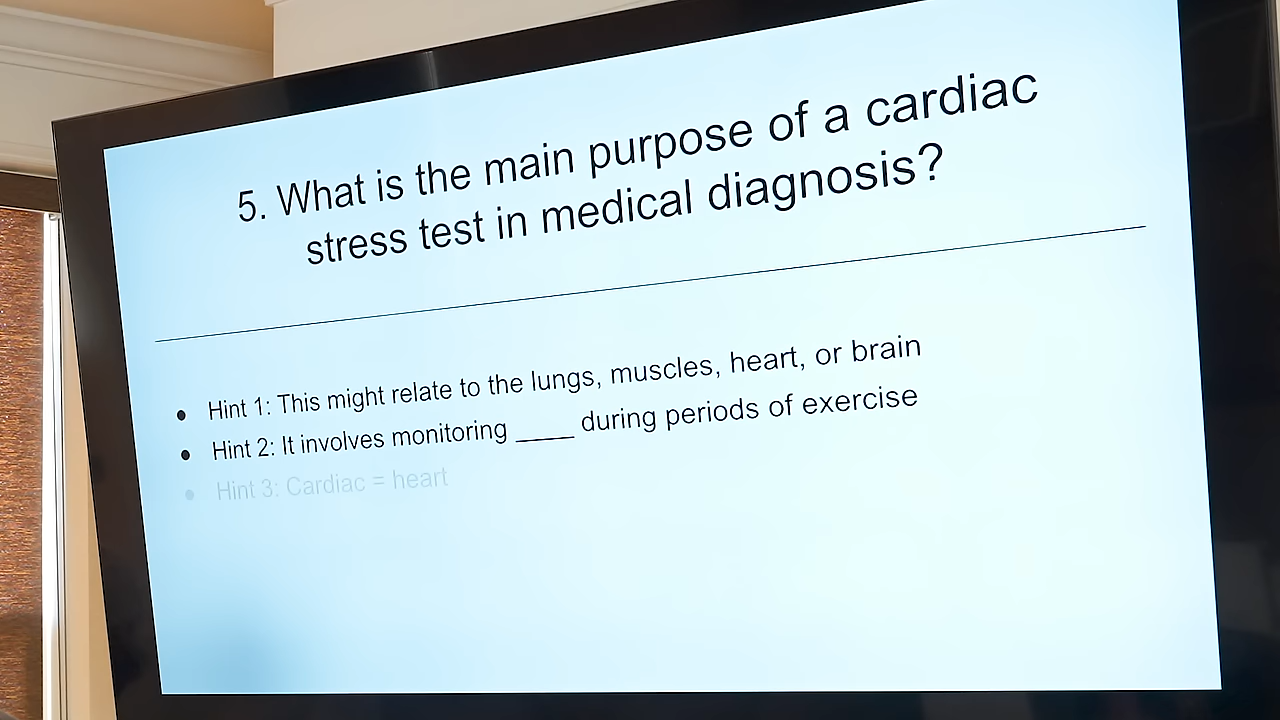 5. What is the main purpose of a cardiac
stress test in medical diagnosis?
● Hint 1: This might relate to the lungs, muscles, heart, or brain
● Hint 2: It involves monitoring ____ during periods of exercise
● Hint 3: Cardiac = heart